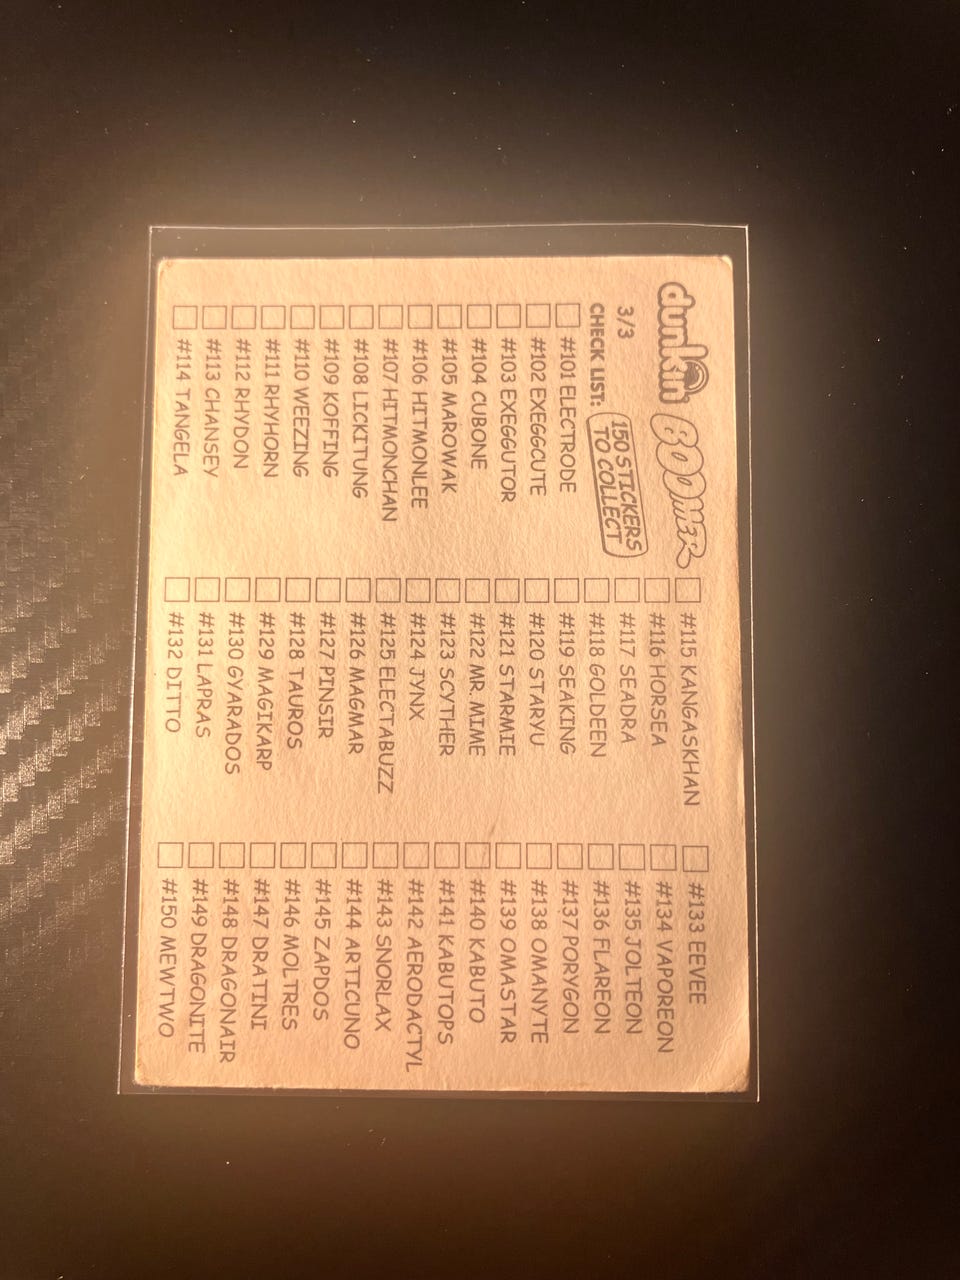 dunkin BOOMER
3/3
150 STICKERS
TO COLLECT
CHECK LIST:
#101 ELECTRODE
#102 EXEGGCUTE
#103 EXEGGUTOR
#104 CUBONE
#105 MAROWAK
#106 HITMONLEE
#107 HITMONCHAN
#108 LICKITUNG
#109 KOFFING
#110 WEEZING
#111 RHYHORN
#112 RHYDON
#113 CHANSEY
#114 TANGELA
#115 KANGASKHAN
#116 HORSEA
#117 SEADRA
#118 GOLDEEN
#119 SEAKING
#120 STARYU
#121 STARMIE
#122 MR.MIME
#123 SCYTHER
#124 JYNX
#125 ELECTABUZZ
#126 MAGMAR
#127 PINSIR
#128 TAUROS
#129 MAGIKARP
#130 GYARADOS
#131 LAPRAS
#132 DITTO
#133 EEVEE
#134 VAPOREON
#135 JOLTEON
#136 FLAREON
#137 PORYGON
#138 OMANYTE
#139 OMASTAR
#140 KABUTO
#141 KABUTOPS
#142 AERODACTYL
#143 SNORLAX
#144 ARTICUNO
#145 ZAPDOS
#146 MOLTRES
#147 DRATINI
#148 DRAGONAIR
#149 DRAGONITE
#150 MEWTWO